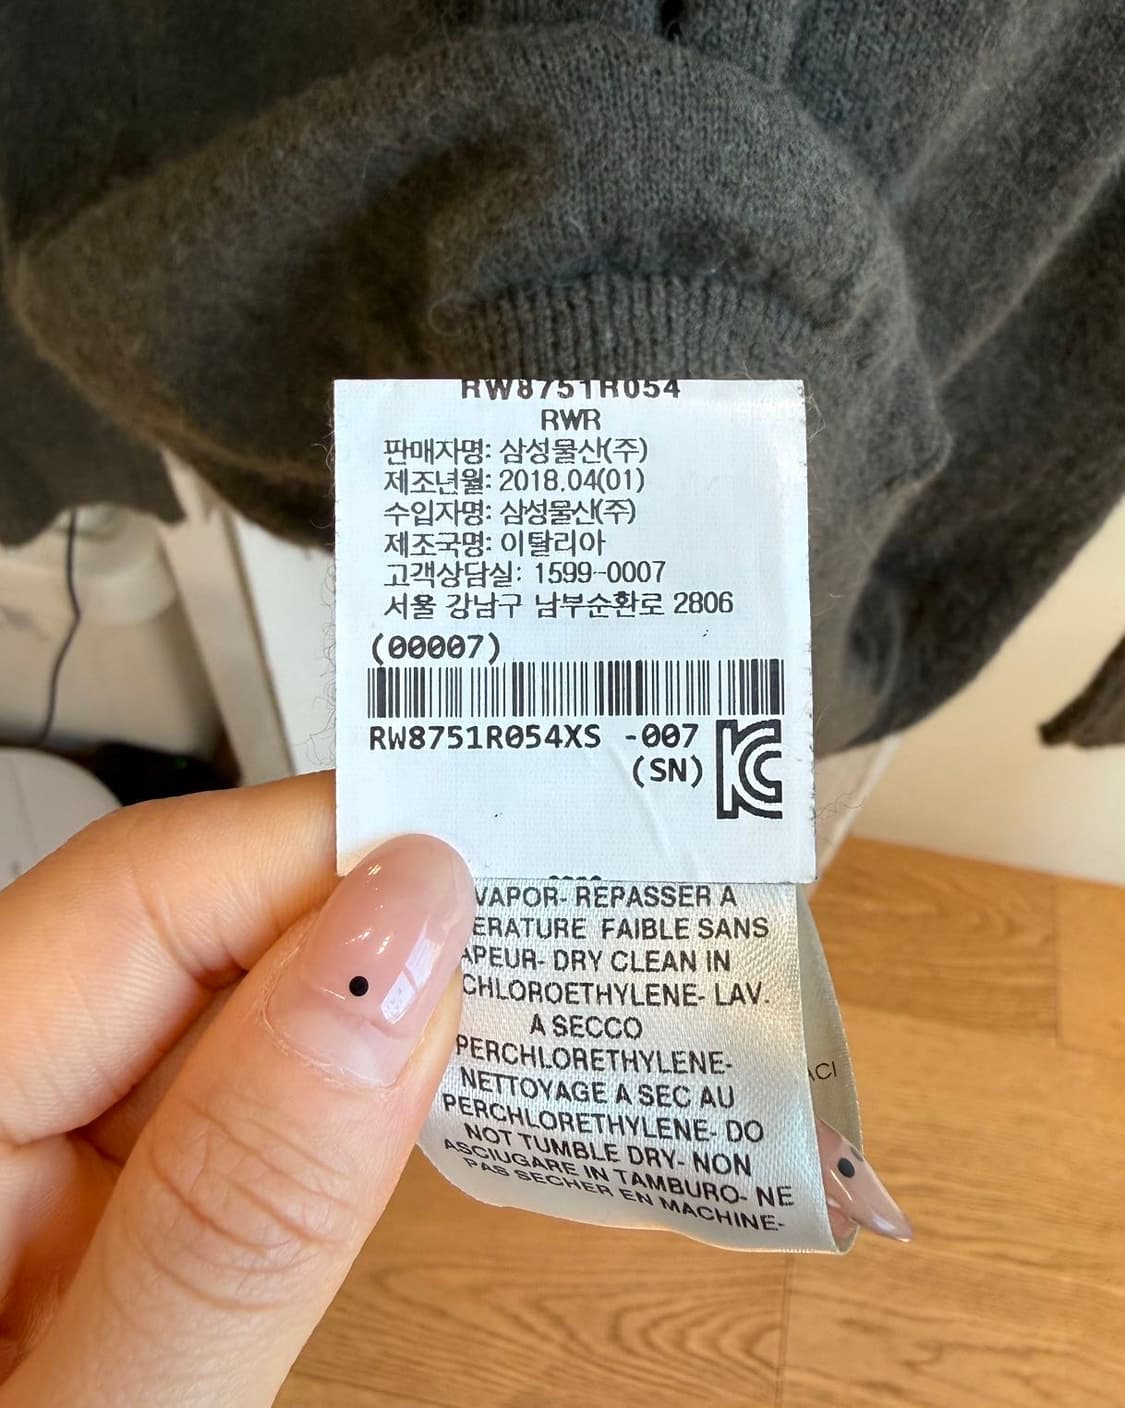 RW8751R054
RWR
판매자명: 삼성물산(주)
제조년월: 2018.04(01)
수입자명: 삼성물산(주)
제조국명: 이탈리아
고객상담실: 1599-0007
서울 강남구 남부순환로 2806
(00007)
RW8751R054XS -007
(SN)
VAPOR- REPASSER A
ERATURE FAIBLE SANS
APEUR- DRY CLEAN IN
CHLOROETHYLENE- LAV.
A SECCO
PERCHLORETHYLENE-
NETTOYAGE A SEC AU
PERCHLORETHYLENE- DO
NOT TUMBLE DRY- NON
ASCIUGARE IN TAMBURO- NE
PAS SECHER EN MACHINE-
ACI